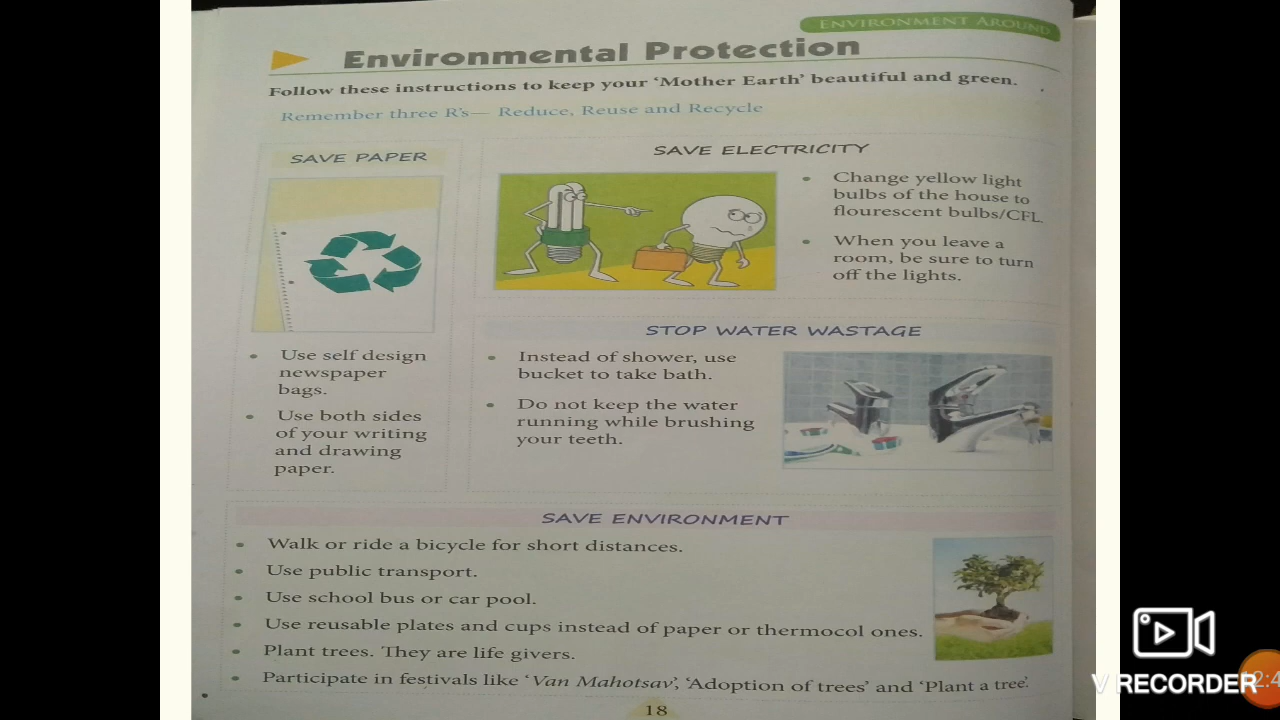 ENVIRONMENT AROUND
Environmental Protection
Follow these instructions to keep your 'Mother Earth' beautiful and green.
Remember three R's— Reduce, Reuse and Recycle
SAVE PAPER
Use self design
newspaper
bags.
Use both sides
of your writing
and drawing
paper.
SAVE ELECTRICITY
• Change yellow light
bulbs of the house to
flourescent bulbs/CFL.
• When you leave a
room, be sure to turn
off the lights.
STOP WATER WASTAGE
• Instead of shower, use
bucket to take bath.
• Do not keep the water
running while brushing
your teeth.
SAVE ENVIRONMENT
• Walk or ride a bicycle for short distances.
• Use public transport.
• Use school bus or car pool.
• Use reusable plates and cups instead of paper or thermocol ones.
• Plant trees. They are life givers.
• Participate in festivals like 'Van Mahotsav', 'Adoption of trees' and 'Plant a tree'.
18
V RECORDER